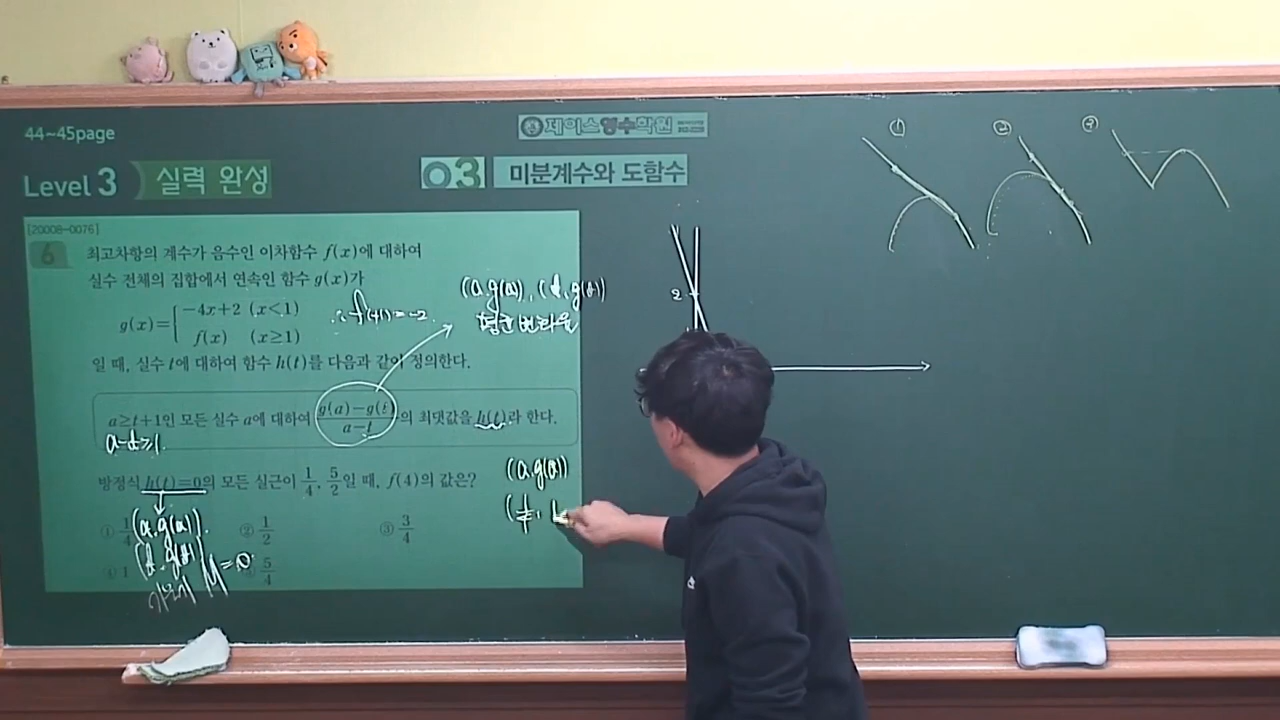 44~45page
제이스영수학원
Level 3 실력 완성
03 미분계수와 도함수
[20008-0076]
6 최고차항의 계수가 음수인 이차함수 f(x)에 대하여
실수 전체의 집합에서 연속인 함수 g(x)가
g(x)={ -4x+2 (x<1)
f(x) (x≥1)
∴ f(1)=-2
(a, g(a)), (t, g(t))
평균변화율
일 때, 실수 t에 대하여 함수 h(t)를 다음과 같이 정의한다.
a≥t+1인 모든 실수 a에 대하여 g(a)-g(t)/a-t의 최댓값을 h(t)라 한다.
a-t≥1
방정식 h(t)=0의 모든 실근이 1/4, 5/2일 때, f(4)의 값은?
① 1/4 ② 1/2 ③ 3/4
④ 1 ⑤ 5/4
(a, g(a)).
(t, g(t))
기울기 M=0
(a, g(a))
(1/4, 1
2
① ② ③